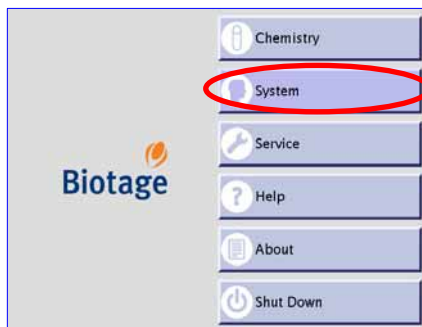 Chemistry
System
Service
Biotage
Help
About
Shut Down